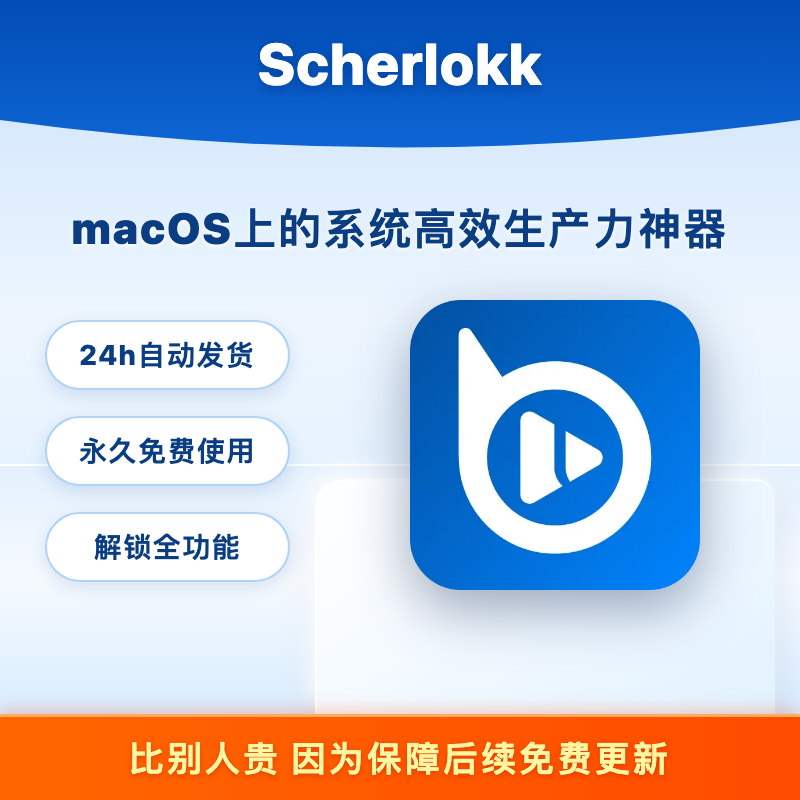 Scherlokk
macOS上的系统高效生产力神器
24h自动发货
永久免费使用
解锁全功能
比别人贵 因为保障后续免费更新